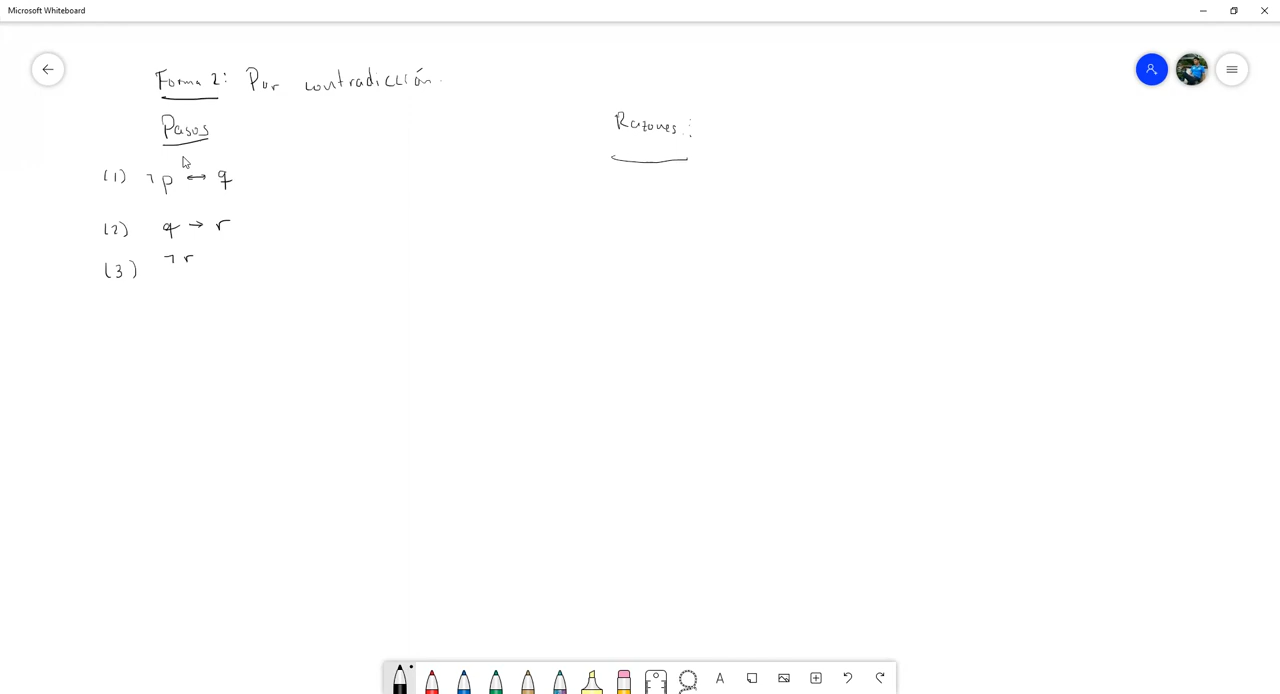 Microsoft Whiteboard
Forma 2: Por contradicción.
Pasos
Razones:
(1) ¬p ↔ q
(2) q → r
(3) ¬r
A